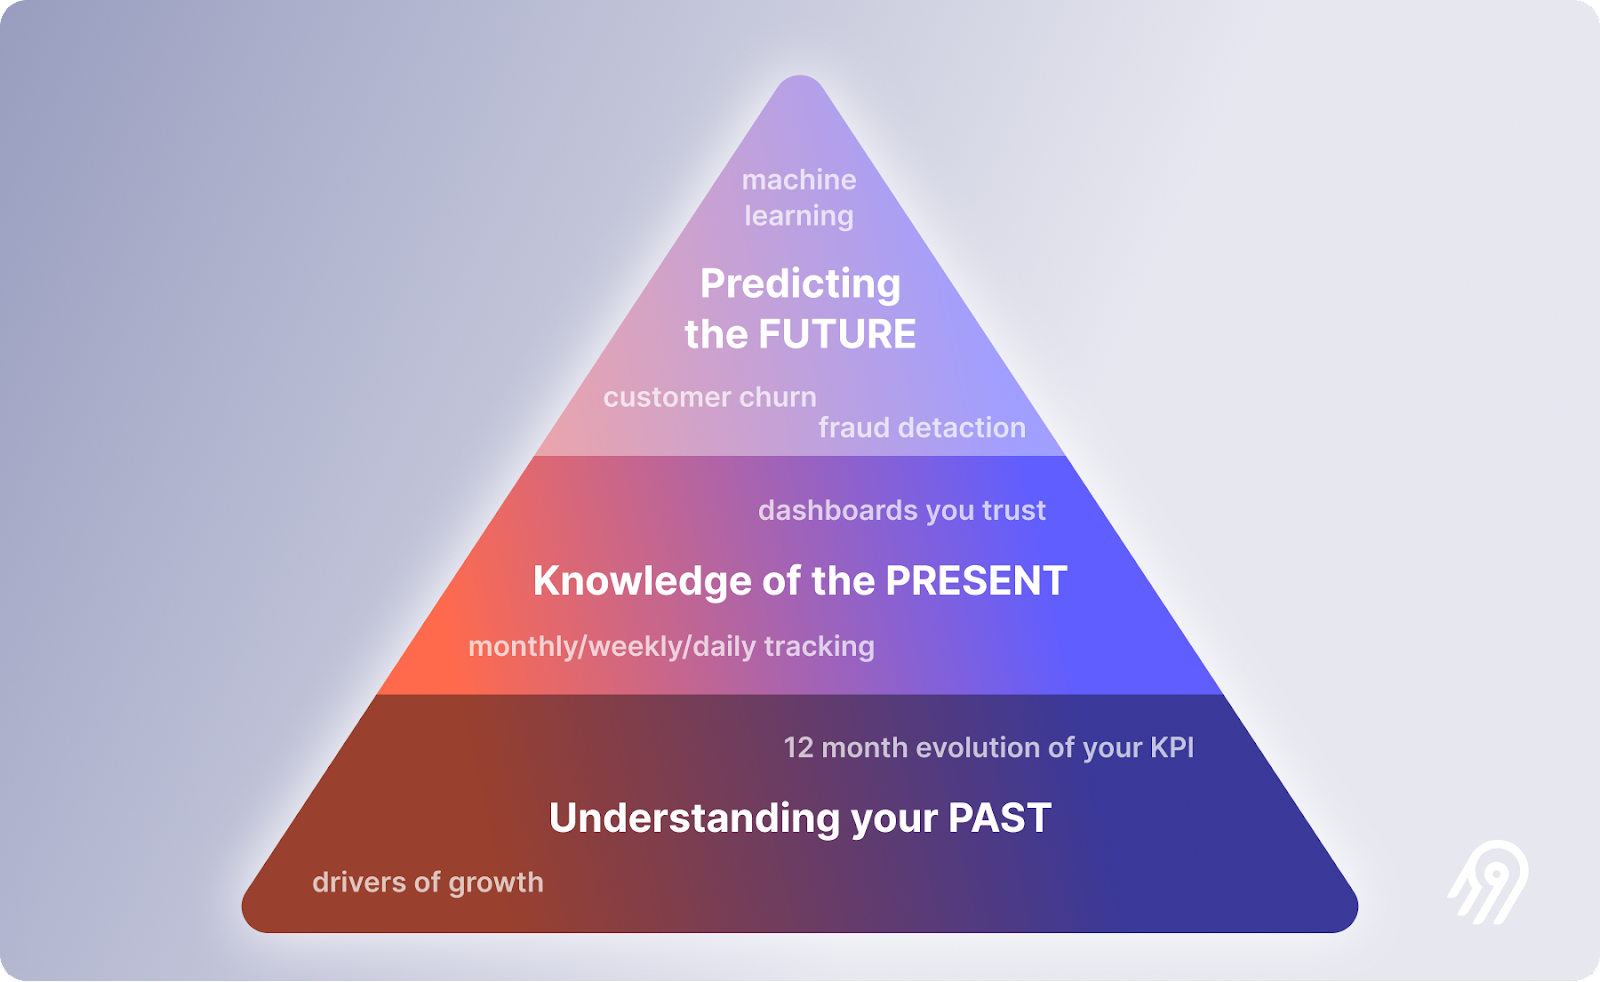 machine
learning
Predicting
the FUTURE
customer churn
fraud detaction
dashboards you trust
Knowledge of the PRESENT
monthly/weekly/daily tracking
12 month evolution of your KPI
Understanding your PAST
drivers of growth